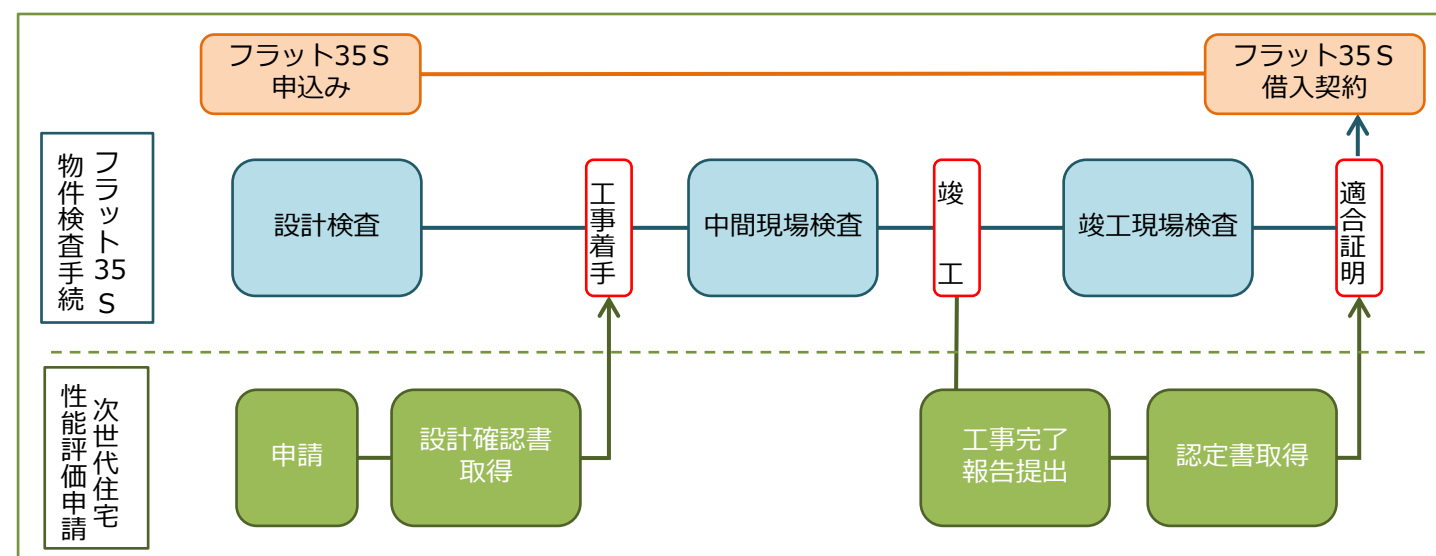 フラット35S
申込み
フラット35S
借入契約
フラット35S
物件検査手続
設計検査
工事着手
中間現場検査
竣工
竣工現場検査
適合証明
次世代住宅
性能評価申請
申請
設計確認書
取得
工事完了
報告提出
認定書取得